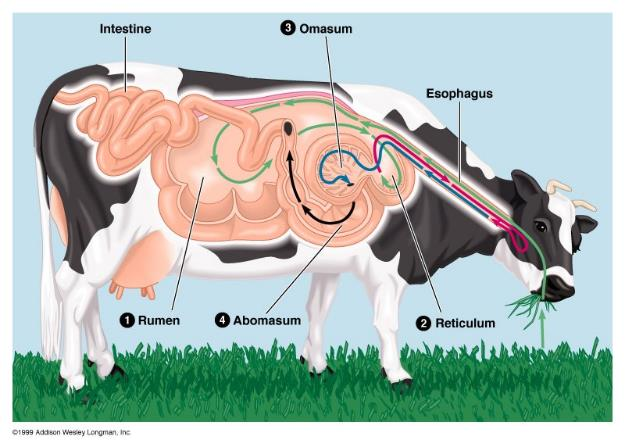 Intestine
3 Omasum
Esophagus
1 Rumen
4 Abomasum
2 Reticulum
©1999 Addison Wesley Longman, Inc.